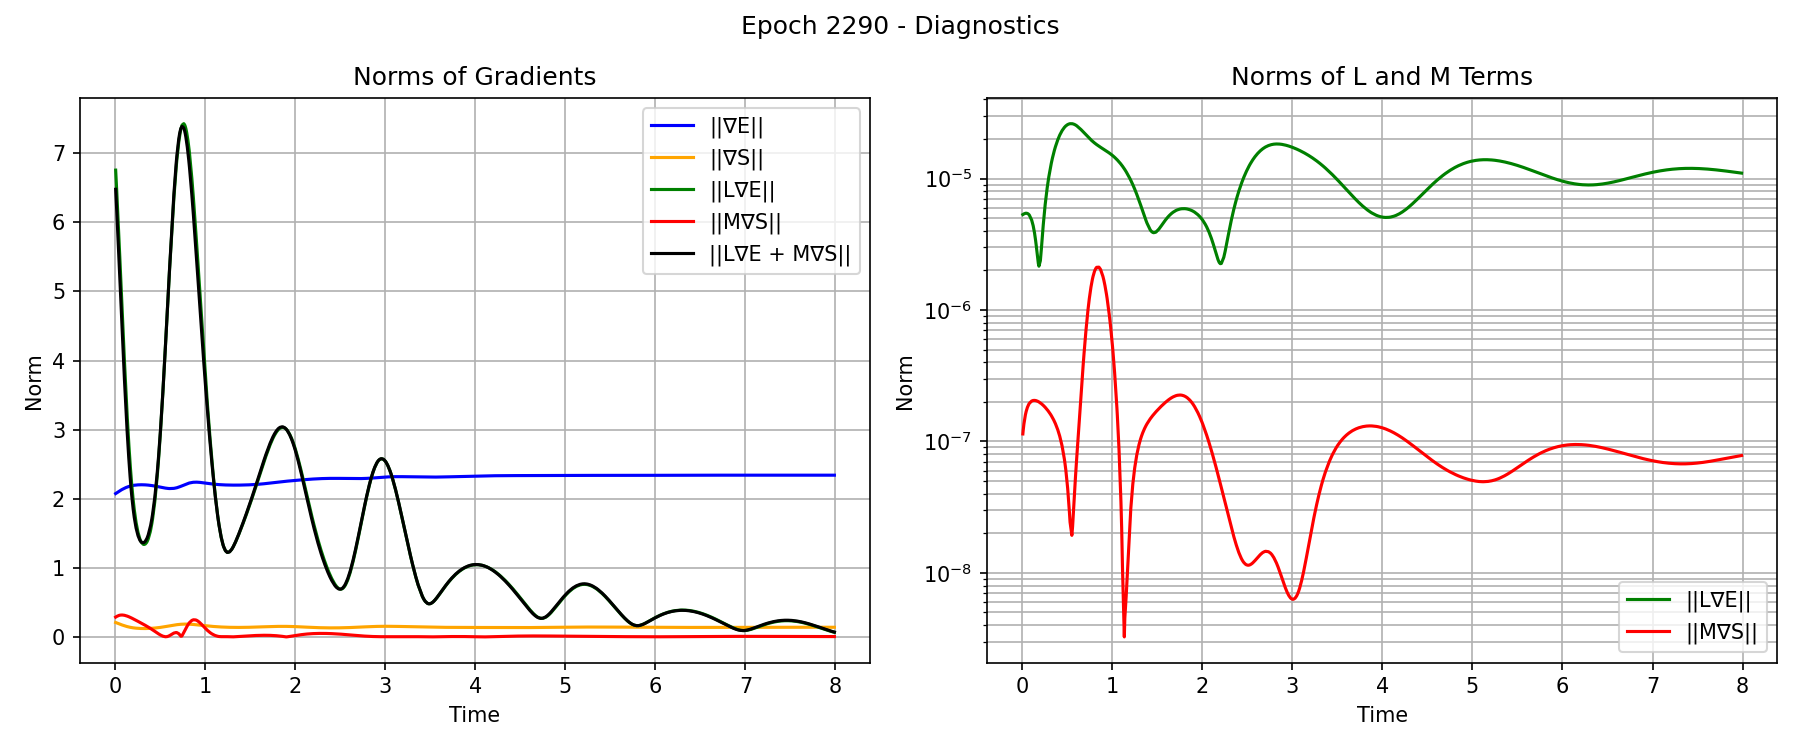 Epoch 2290 - Diagnostics
Norms of Gradients
Norm
7
6
5
4
3
2
1
0
||∇E||
||∇S||
||L∇E||
||M∇S||
||L∇E + M∇S||
0 1 2 3 4 5 6 7 8
Time
Norms of L and M Terms
Norm
10⁻⁵
10⁻⁶
10⁻⁷
10⁻⁸
||L∇E||
||M∇S||
0 1 2 3 4 5 6 7 8
Time